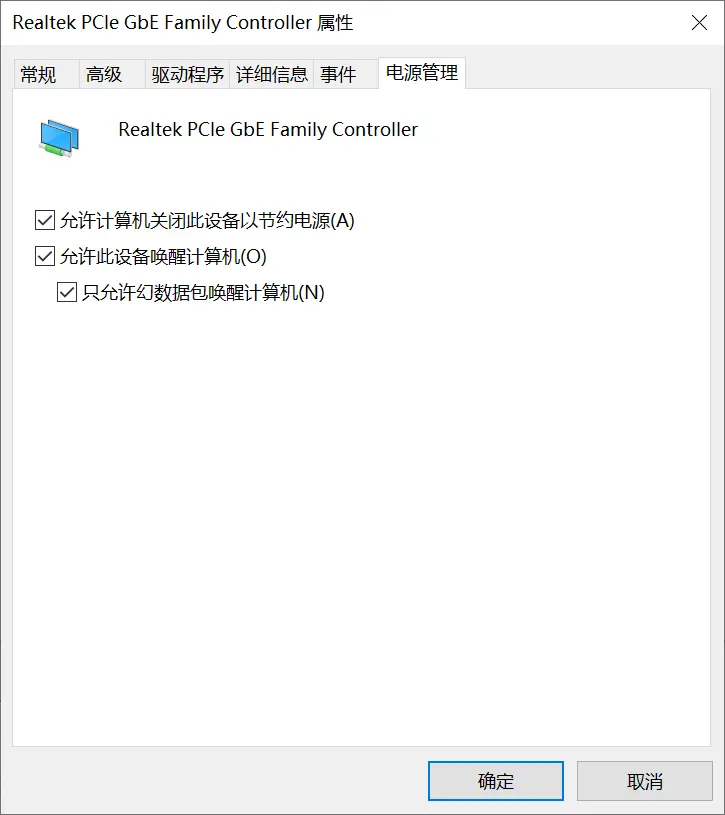 Realtek PCIe GbE Family Controller 属性
常规 高级 驱动程序 详细信息 事件 电源管理
Realtek PCIe GbE Family Controller
允许计算机关闭此设备以节约电源(A)
允许此设备唤醒计算机(O)
只允许幻数据包唤醒计算机(N)
确定 取消